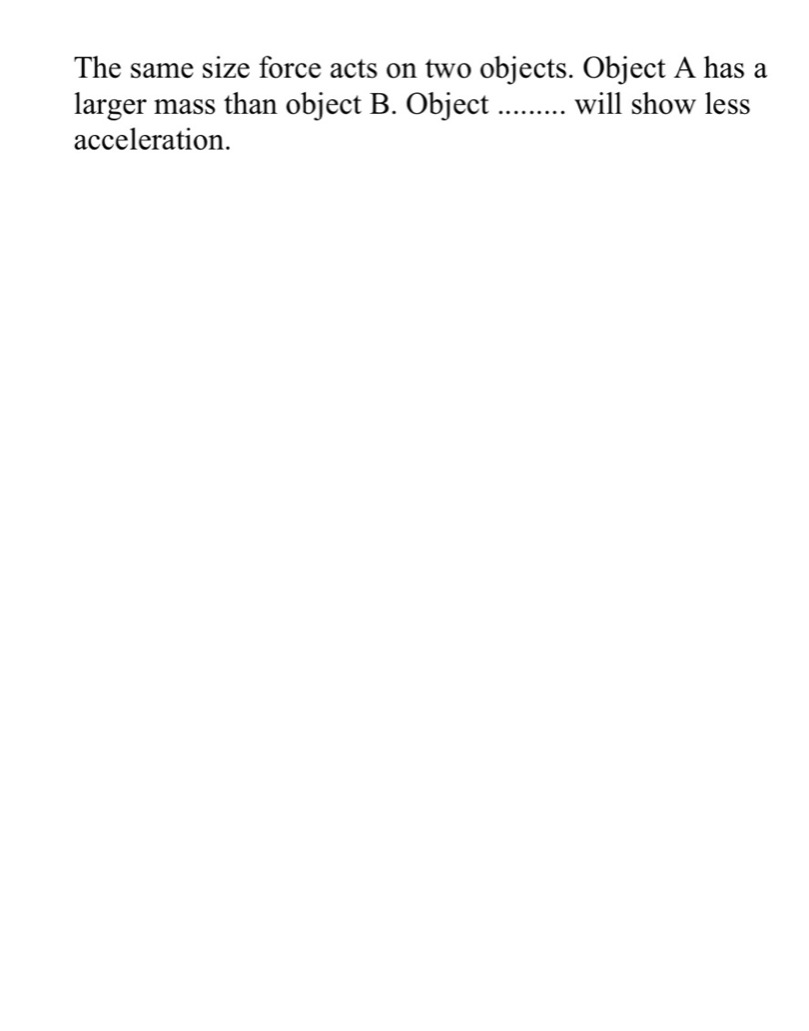 The same size force acts on two objects. Object A has a
larger mass than object B. Object ......... will show less
acceleration.